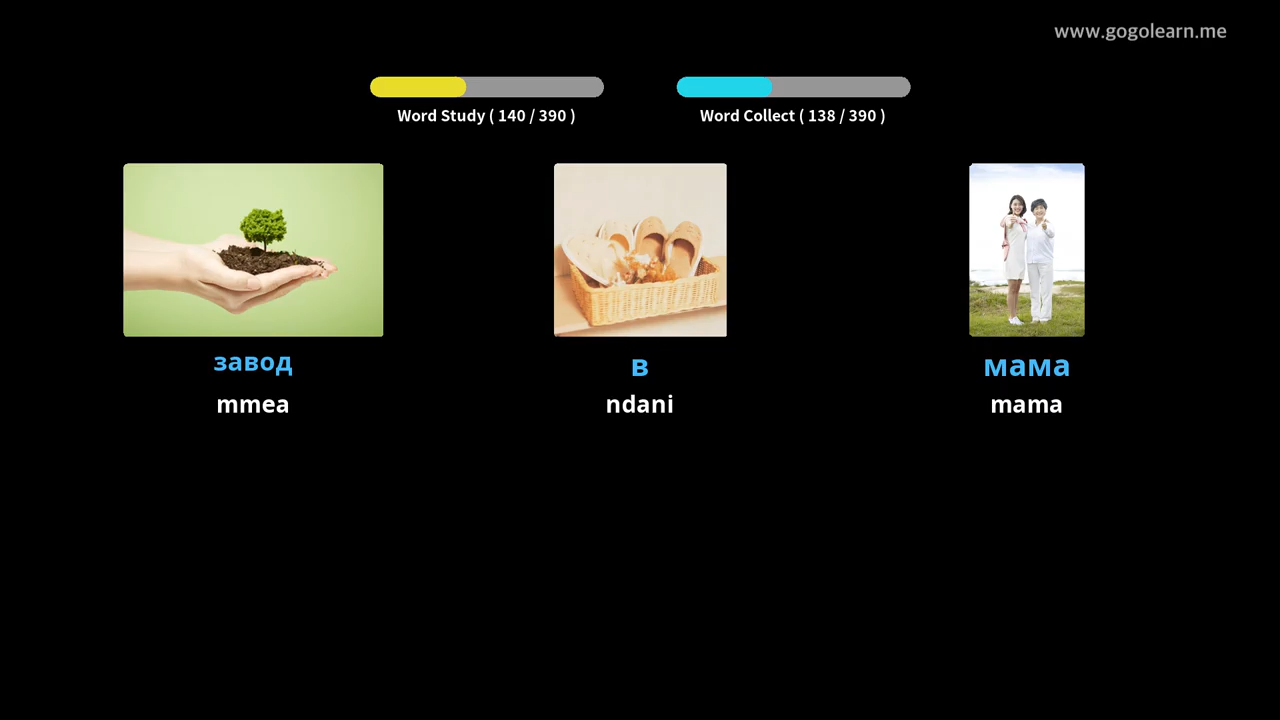 www.gogolearn.me
Word Study ( 140 / 390 )
Word Collect ( 138 / 390 )
завод
mmea
в
ndani
мама
mama